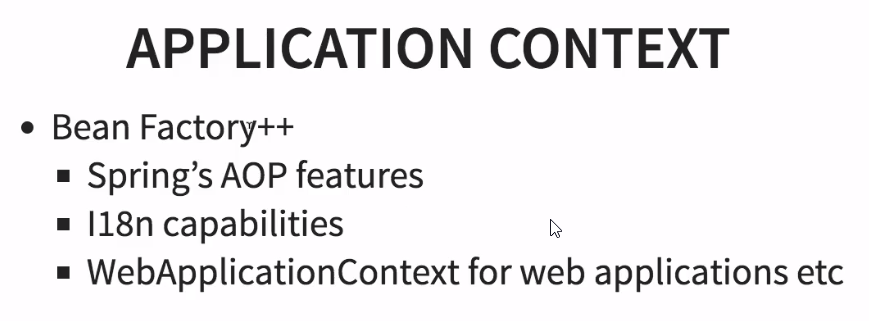 APPLICATION CONTEXT
• Bean Factory++
▪ Spring’s AOP features
▪ I18n capabilities
▪ WebApplicationContext for web applications etc